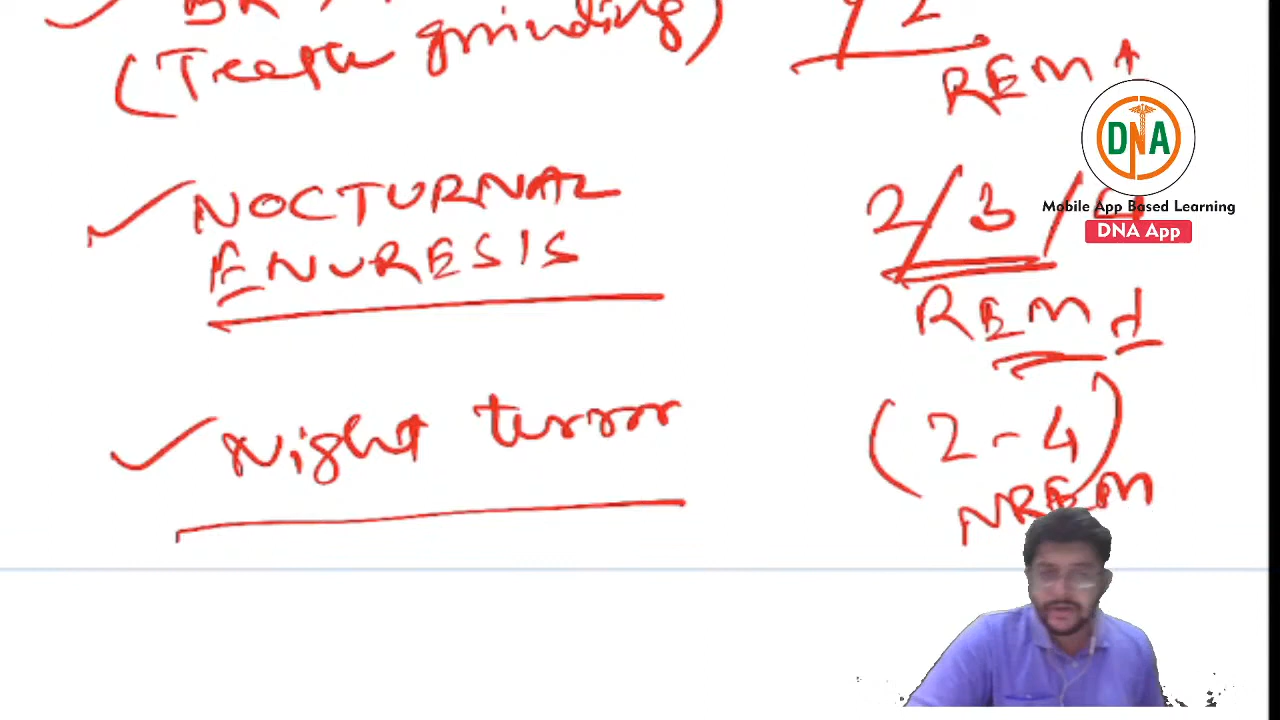 (Teeth grinding)
REM
NOCTURNAL 2/3/4
ENURESIS
REM
Night terror (2-4)
NREM
DNA
Mobile App Based Learning
DNA App